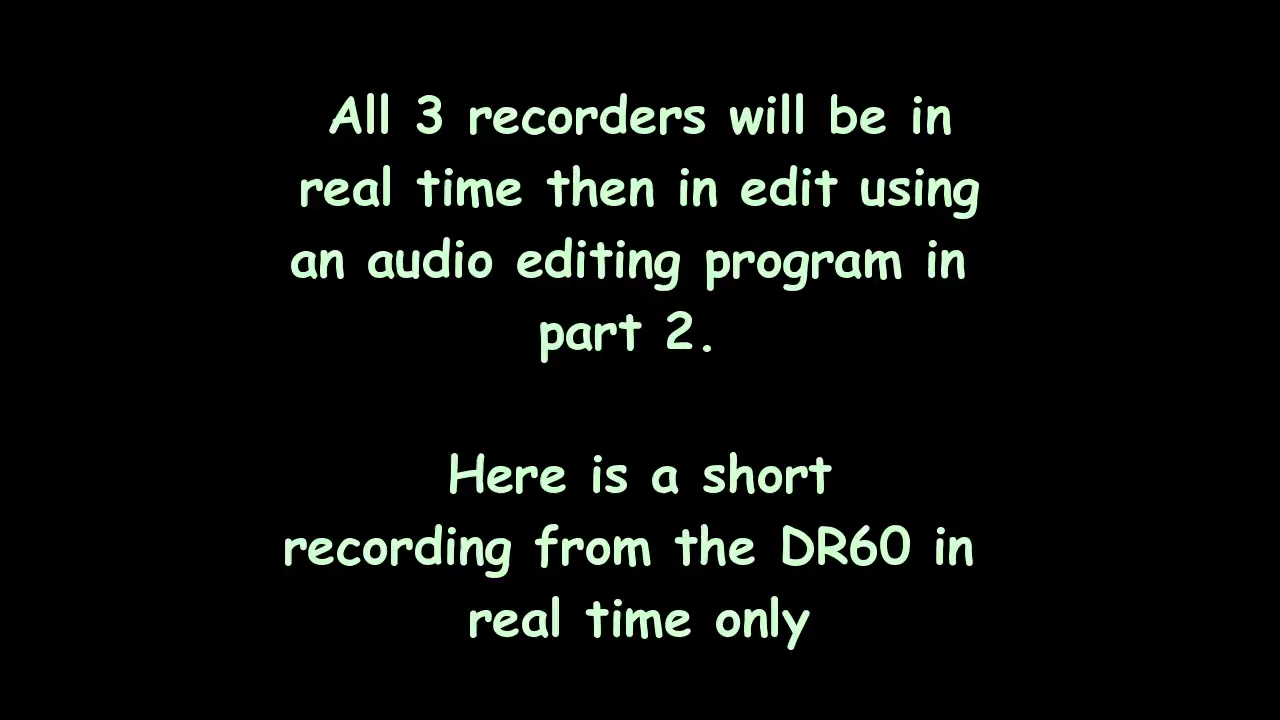 All 3 recorders will be in
real time then in edit using
an audio editing program in
part 2.
Here is a short
recording from the DR60 in
real time only